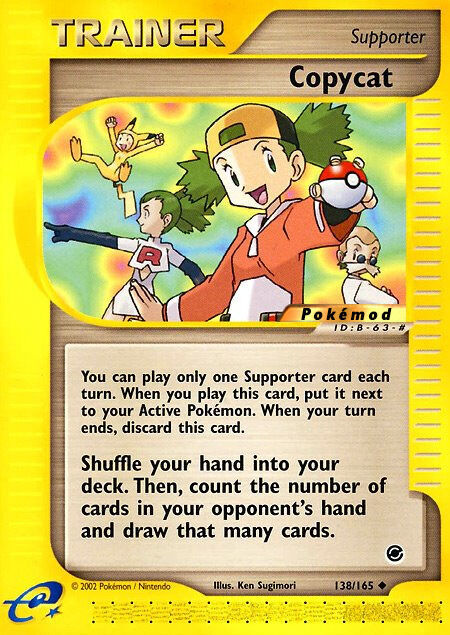 TRAINER
Supporter
Copycat
R
Pokémod
ID:B-63-#
You can play only one Supporter card each
turn. When you play this card, put it next
to your Active Pokémon. When your turn
ends, discard this card.
Shuffle your hand into your
deck. Then, count the number of
cards in your opponent's hand
and draw that many cards.
© 2002 Pokémon / Nintendo
Illus. Ken Sugimori
138/165 ◆
e